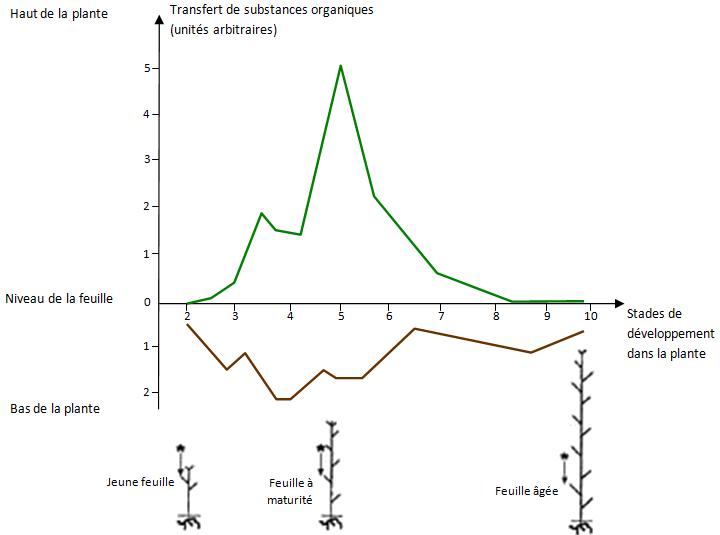 Haut de la plante
Transfert de substances organiques
(unités arbitraires)
5
4
3
2
1
Niveau de la feuille
0
2 3 4 5 6 7 8 9 10
Stades de
développement
dans la plante
1
2
Bas de la plante
Jeune feuille
Feuille à
maturité
Feuille âgée